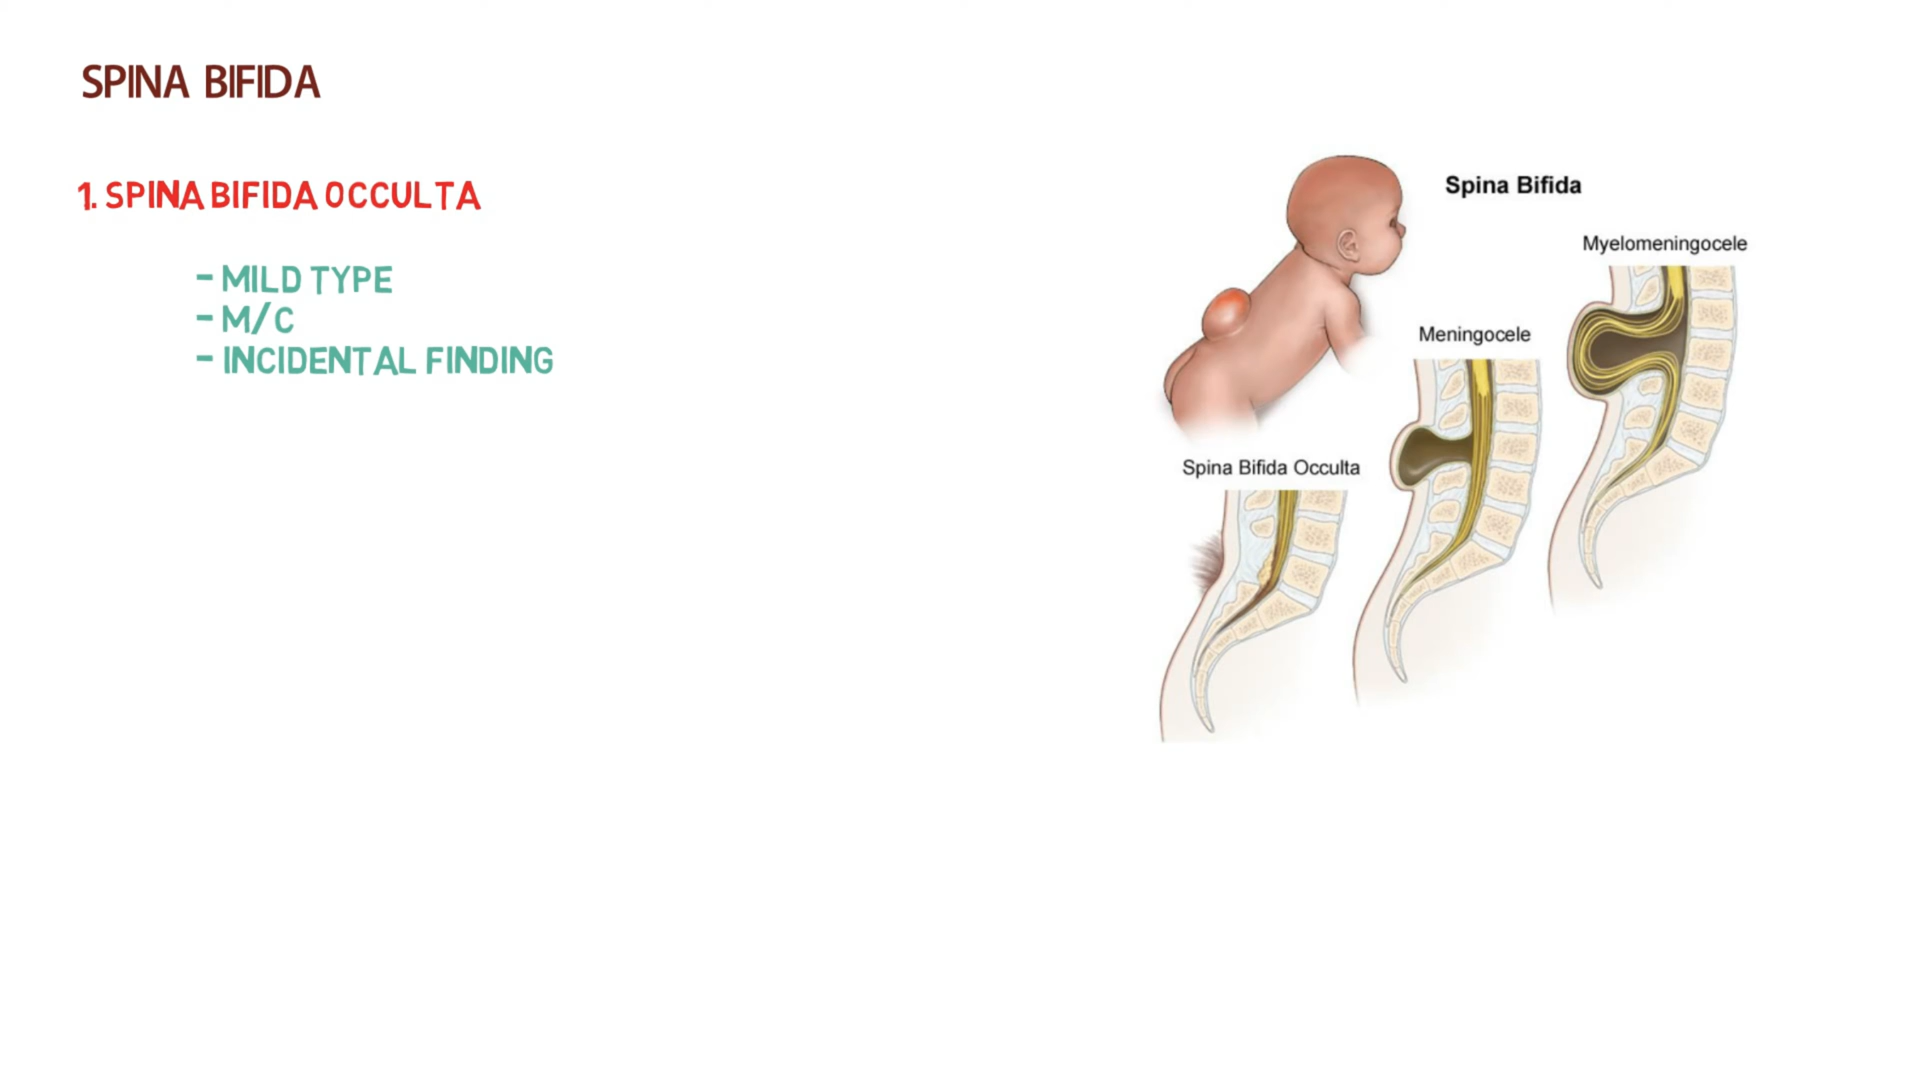 SPINA BIFIDA
1. SPINA BIFIDA OCCULTA
- MILD TYPE
- M/C
- INCIDENTAL FINDING
Spina Bifida
Myelomeningocele
Meningocele
Spina Bifida Occulta